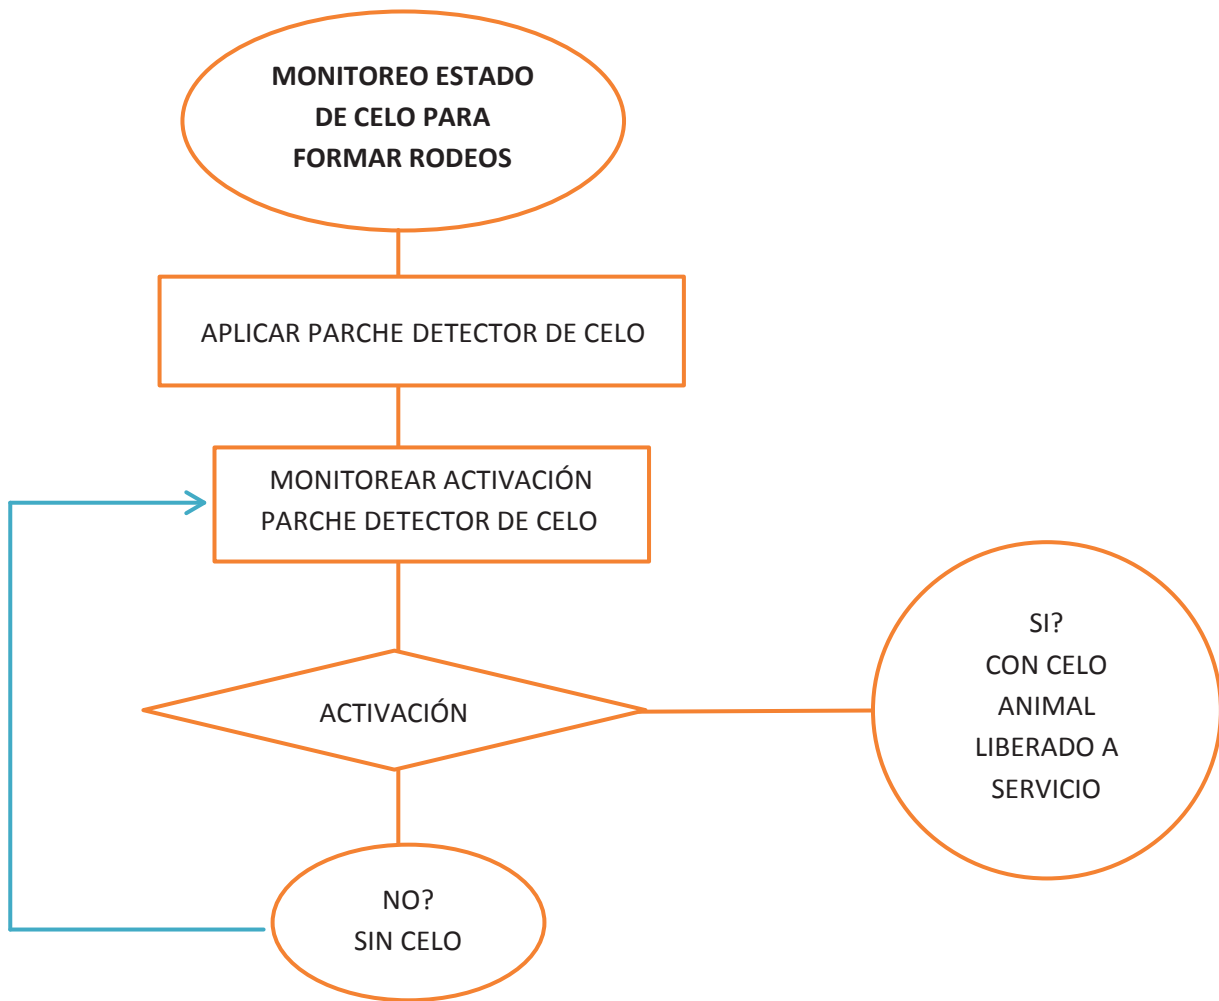 MONITOREO ESTADO
DE CELO PARA
FORMAR RODEOS
APLICAR PARCHE DETECTOR DE CELO
MONITOREAR ACTIVACIÓN
PARCHE DETECTOR DE CELO
ACTIVACIÓN
SI?
CON CELO
ANIMAL
LIBERADO A
SERVICIO
NO?
SIN CELO